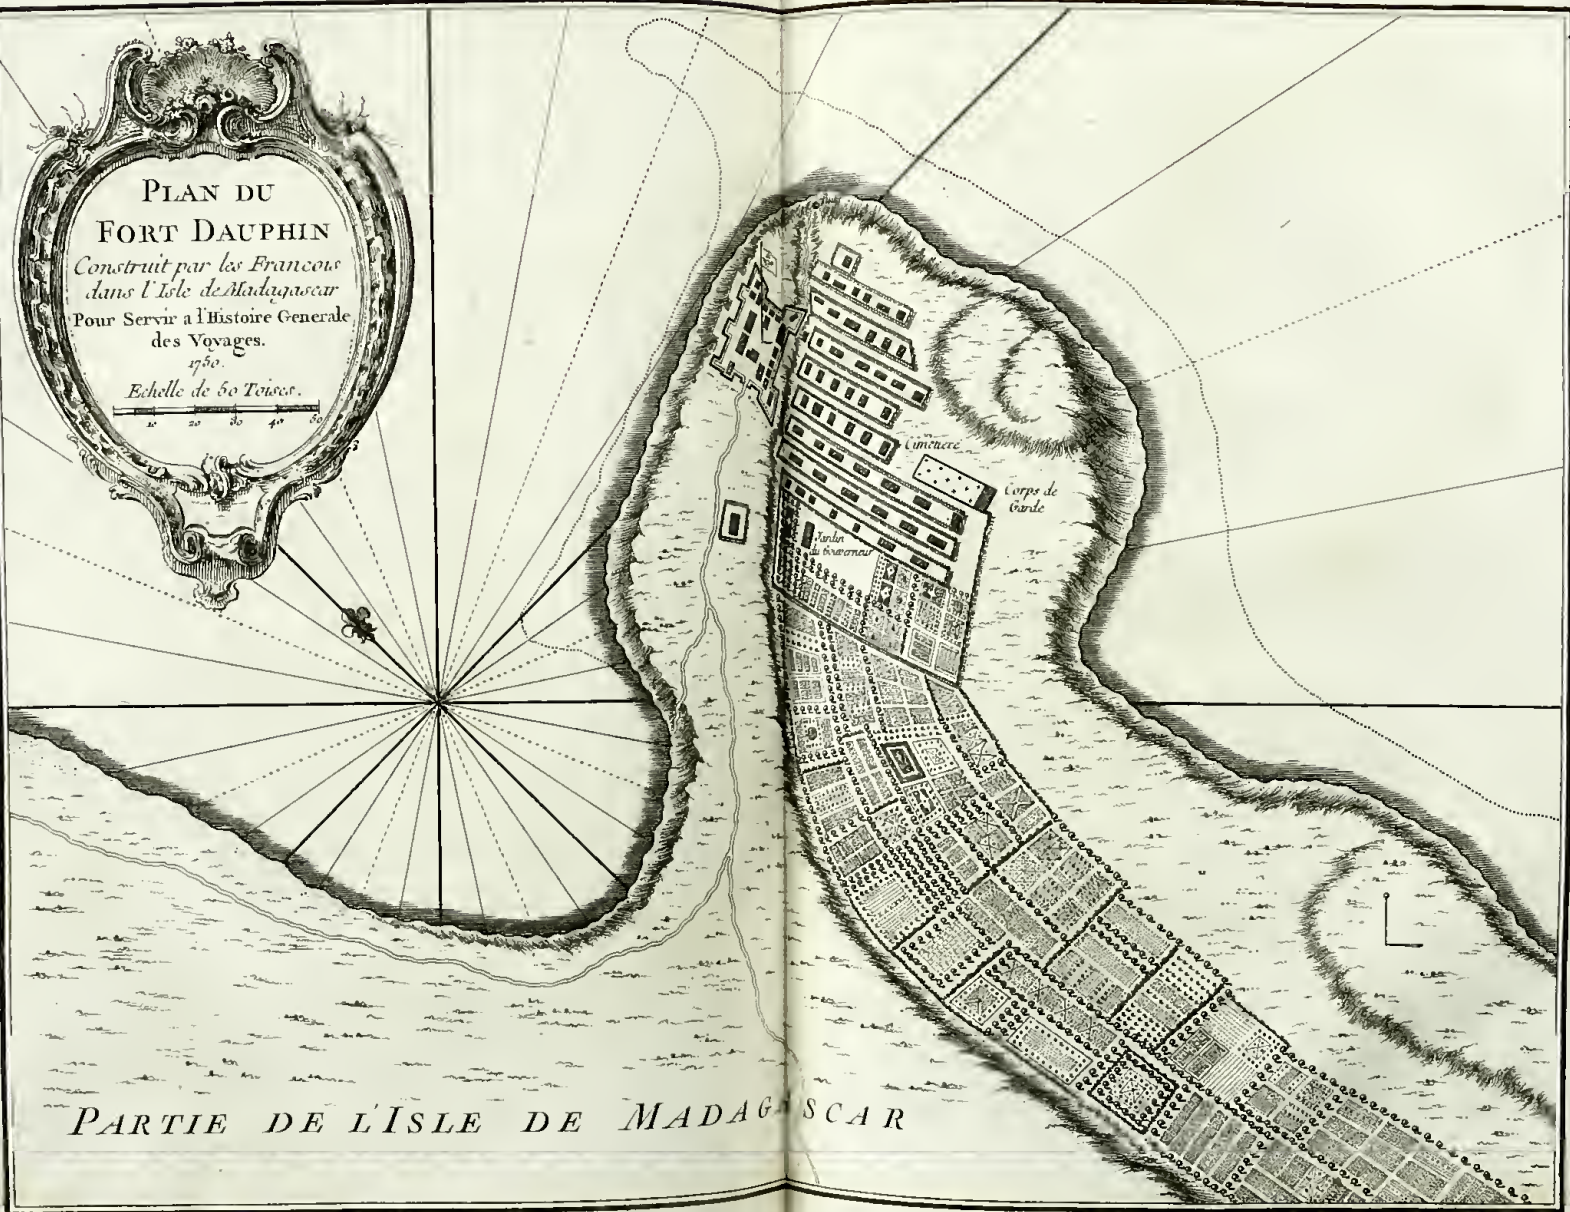 PLAN DU
FORT DAUPHIN
Construit par les Francois
dans l'Isle de Madagascar
Pour Servir a l'Histoire Generale
des Voyages.
1750.
Echelle de 50 Toises.
10 20 30 40 50
Cimetiere
Corps de
Garde
Jardin
du Gouverneur
PARTIE DE L'ISLE DE MADAGASCAR